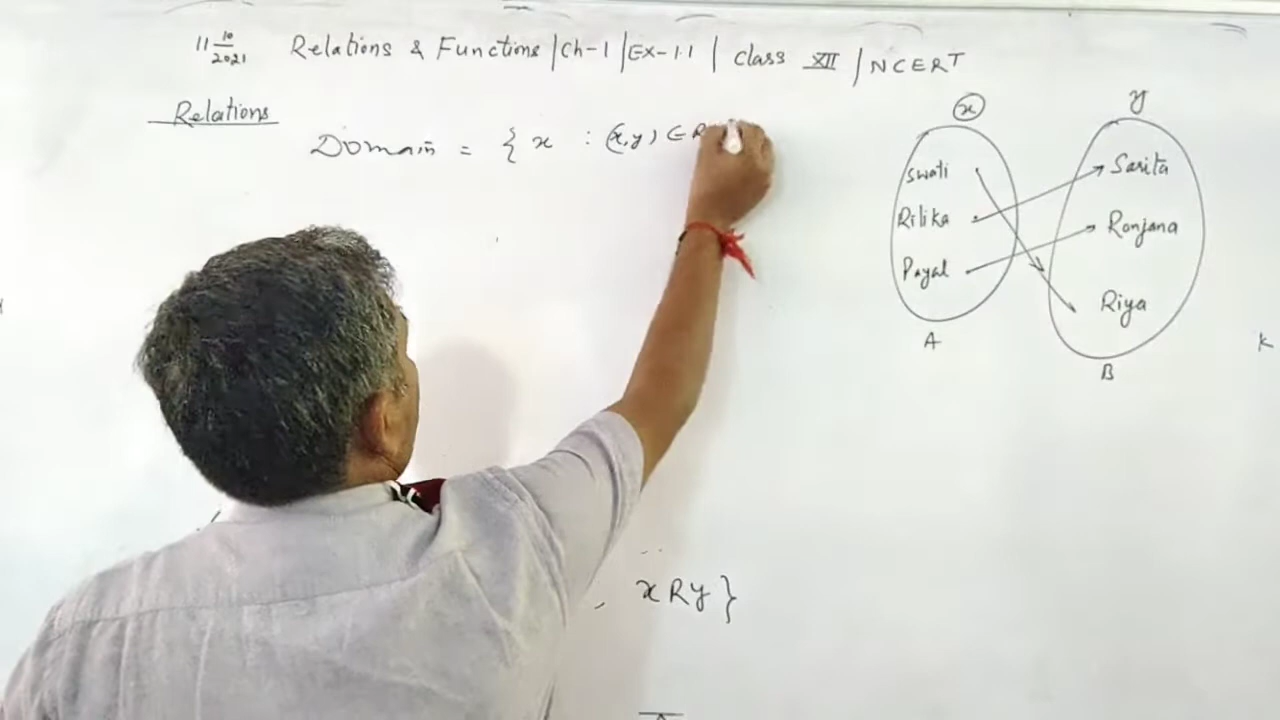 11 10/2021 Relations & Functions | Ch-1 | Ex-1.1 | Class XII | NCERT
Relations
Domain = { x : (x,y) ∈ R
x y
Swati Sarita
Ritika Ranjana
Payal Riya
A B
K
, x R y }